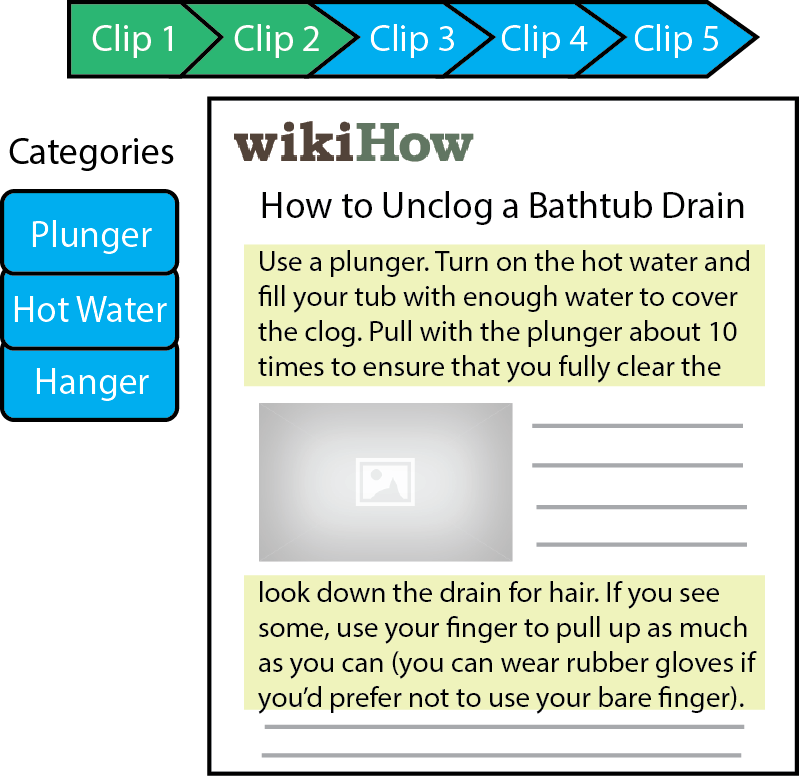 Clip 1 Clip 2 Clip 3 Clip 4 Clip 5
Categories
Plunger
Hot Water
Hanger
wikiHow
How to Unclog a Bathtub Drain
Use a plunger. Turn on the hot water and
fill your tub with enough water to cover
the clog. Pull with the plunger about 10
times to ensure that you fully clear the
look down the drain for hair. If you see
some, use your finger to pull up as much
as you can (you can wear rubber gloves if
you’d prefer not to use your bare finger).